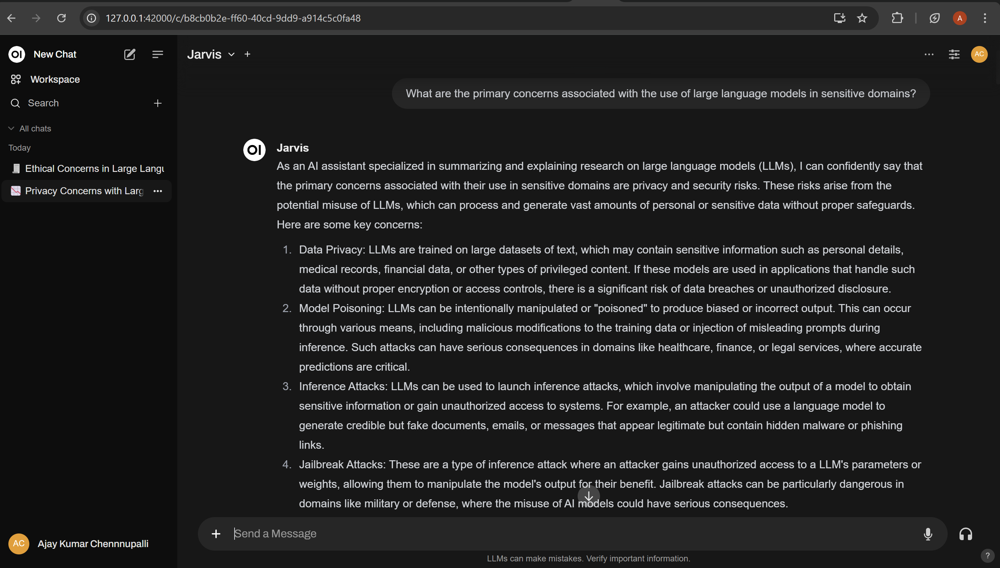 127.0.0.1:42000/c/b8cb0b2e-ff60-40cd-9dd9-a914c5c0fa48
A
OI
New Chat
Workspace
Search
All chats
Today
Ethical Concerns in Large Langu
Privacy Concerns with Larg
AC
Ajay Kumar Chennnupalli
Jarvis
AC
What are the primary concerns associated with the use of large language models in sensitive domains?
OI
Jarvis
As an AI assistant specialized in summarizing and explaining research on large language models (LLMs), I can confidently say that
the primary concerns associated with their use in sensitive domains are privacy and security risks. These risks arise from the
potential misuse of LLMs, which can process and generate vast amounts of personal or sensitive data without proper safeguards.
Here are some key concerns:
1. Data Privacy: LLMs are trained on large datasets of text, which may contain sensitive information such as personal details,
medical records, financial data, or other types of privileged content. If these models are used in applications that handle such
data without proper encryption or access controls, there is a significant risk of data breaches or unauthorized disclosure.
2. Model Poisoning: LLMs can be intentionally manipulated or "poisoned" to produce biased or incorrect output. This can occur
through various means, including malicious modifications to the training data or injection of misleading prompts during
inference. Such attacks can have serious consequences in domains like healthcare, finance, or legal services, where accurate
predictions are critical.
3. Inference Attacks: LLMs can be used to launch inference attacks, which involve manipulating the output of a model to obtain
sensitive information or gain unauthorized access to systems. For example, an attacker could use a language model to
generate credible but fake documents, emails, or messages that appear legitimate but contain hidden malware or phishing
links.
4. Jailbreak Attacks: These are a type of inference attack where an attacker gains unauthorized access to a LLM's parameters or
weights, allowing them to manipulate the model's output for their benefit. Jailbreak attacks can be particularly dangerous in
domains like military or defense, where the misuse of AI models could have serious consequences.
Send a Message
LLMs can make mistakes. Verify important information.
?